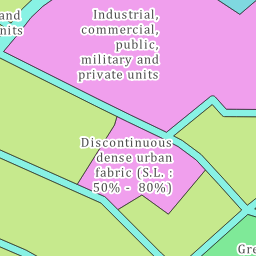 and
nits
Industrial,
commercial,
public,
military and
private units
Discontinuous
dense urban
fabric (S.L. :
50% - 80%)
Gre